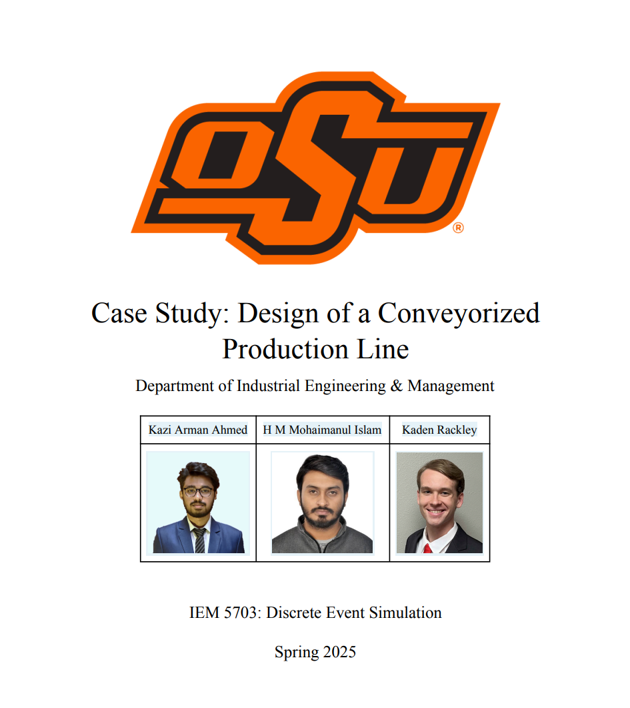 OSU
®
Case Study: Design of a Conveyorized
Production Line
Department of Industrial Engineering & Management
Kazi Arman Ahmed
H M Mohaimanul Islam
Kaden Rackley
IEM 5703: Discrete Event Simulation
Spring 2025